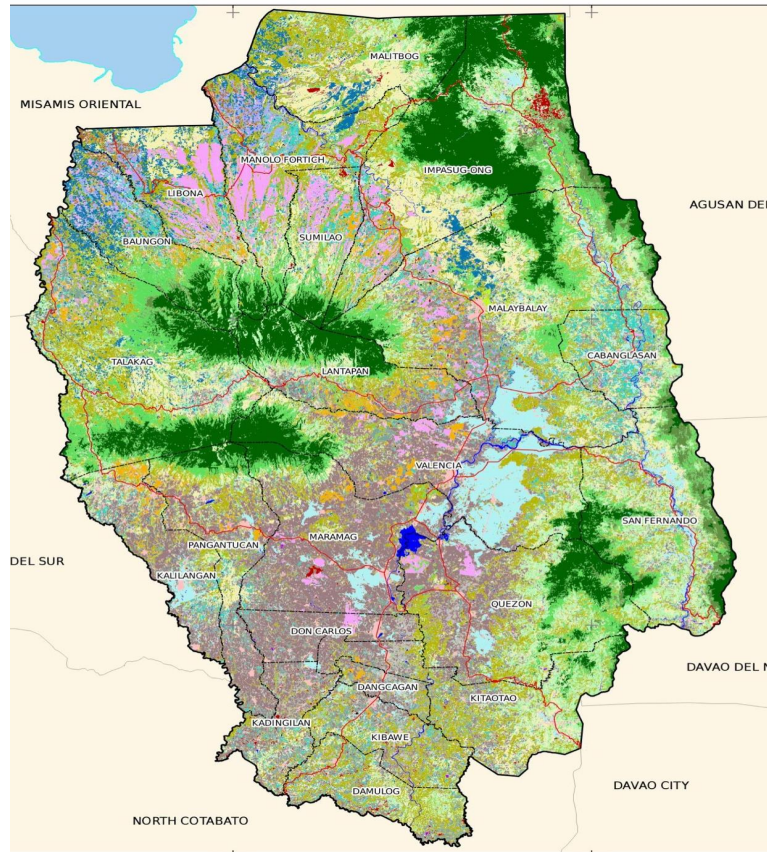 MALITBOG
MISAMIS ORIENTAL
MANOLO FORTICH
IMPASUG-ONG
LIBONA
AGUSAN DE
SUMILAO
BAUNGON
MALAYBALAY
CABANGLASAN
TALAKAG
LANTAPAN
VALENCIA
SAN FERNANDO
MARAMAG
PANGANTUCAN
DEL SUR
KALILANGAN
QUEZON
DON CARLOS
DAVAO DEL N
DANGCAGAN
KITAOTAO
KADINGILAN
KIBAWE
DAVAO CITY
DAMULOG
NORTH COTABATO